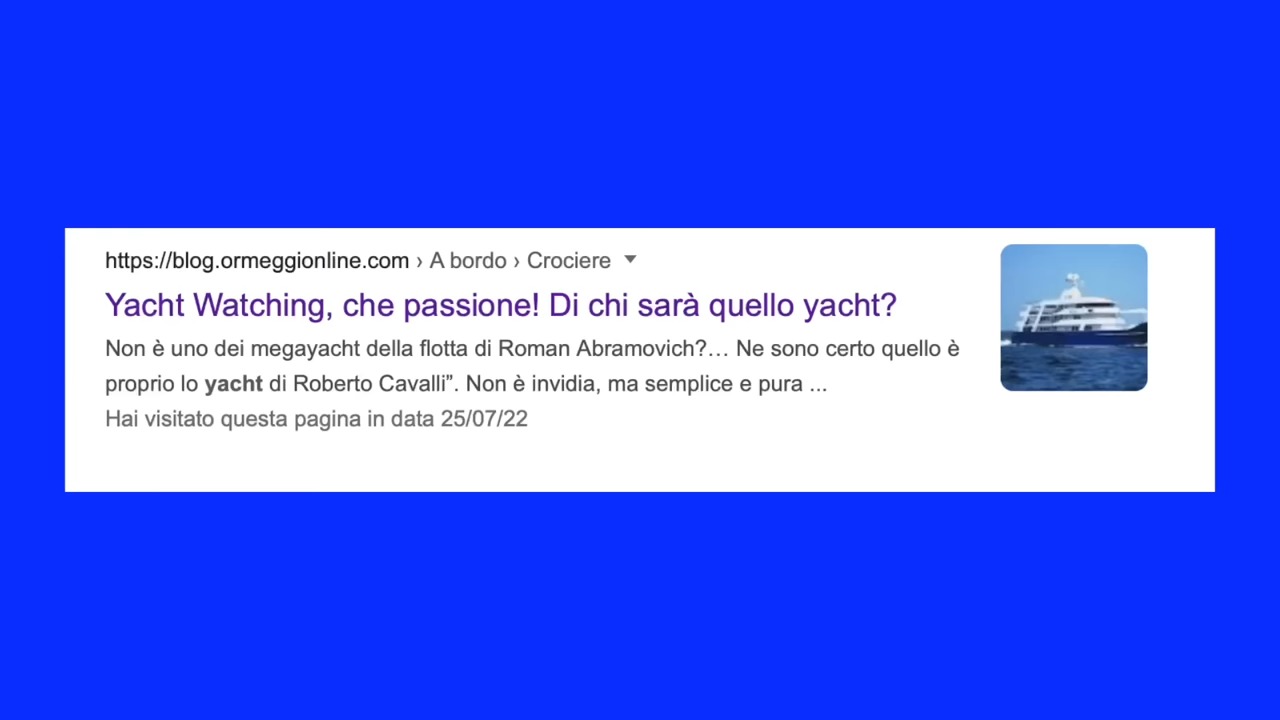 https://blog.ormeggionline.com › A bordo › Crociere
Yacht Watching, che passione! Di chi sarà quello yacht?
Non è uno dei megayacht della flotta di Roman Abramovich?… Ne sono certo quello è
proprio lo yacht di Roberto Cavalli”. Non è invidia, ma semplice e pura ...
Hai visitato questa pagina in data 25/07/22